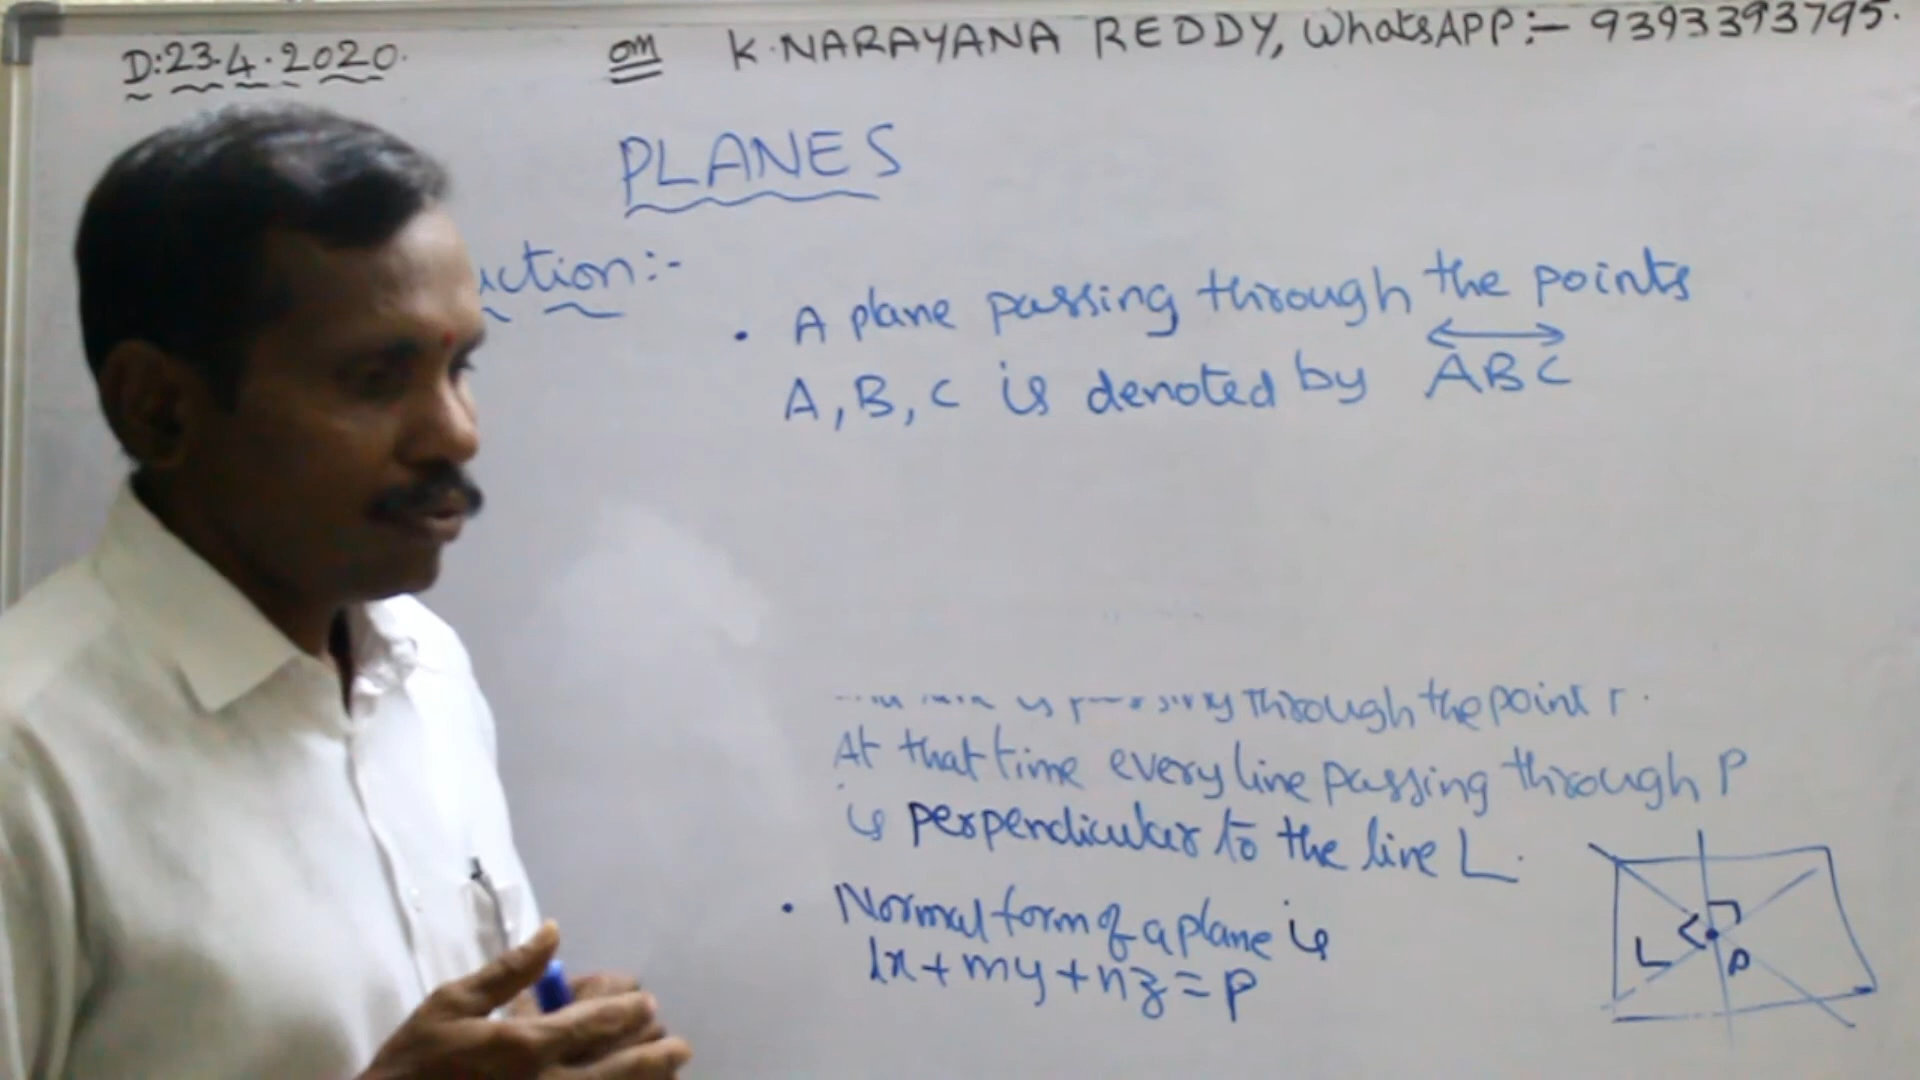 D:23.4.2020.
om
K.NARAYANA REDDY, WhatsAPP:- 9393393795.
PLANES
uction:-
• A plane passing through the points
A, B, C is denoted by ABC
through the point
At that time every line passing through P
is perpendicular to the line L.
• Normal form of a plane is
lx+my+nz=p
L
P